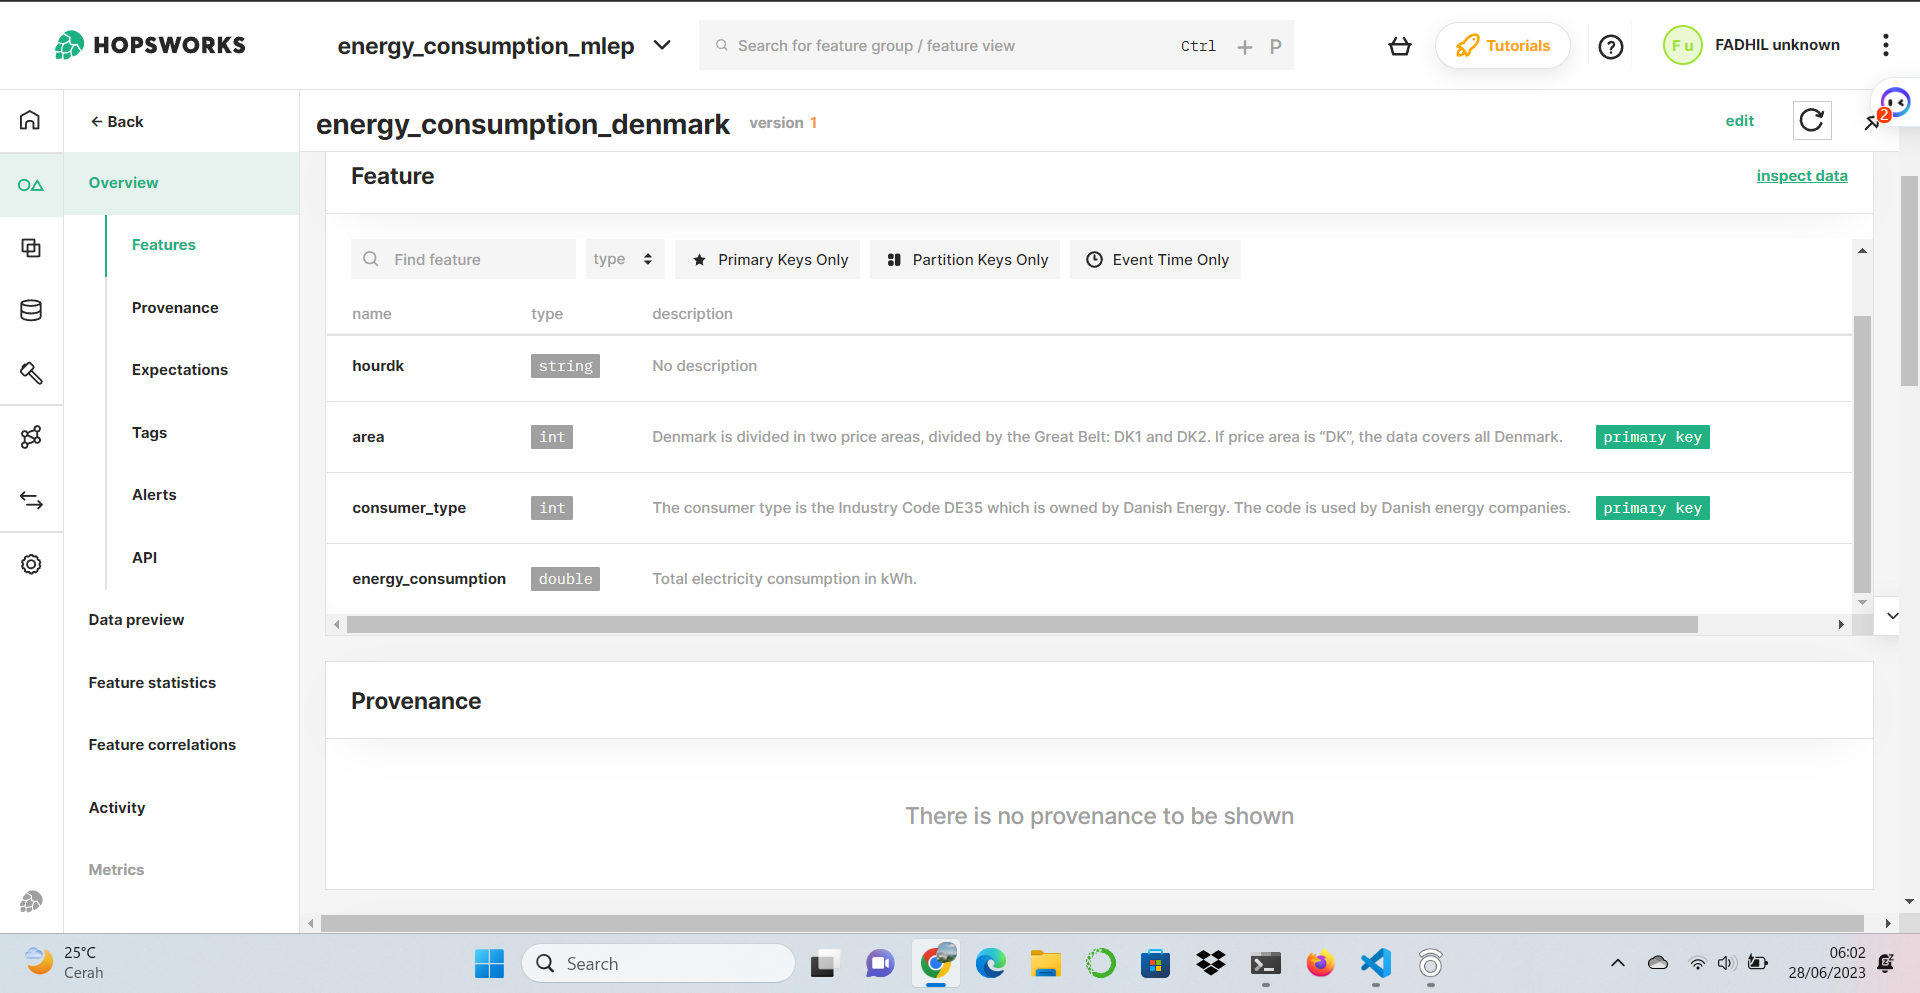 HOPSWORKS
energy_consumption_mlep
Search for feature group / feature view
Ctrl + P
Tutorials
F u
FADHIL unknown
2
← Back
energy_consumption_denmark version 1
edit
Overview
Features
Provenance
Expectations
Tags
Alerts
API
Data preview
Feature statistics
Feature correlations
Activity
Metrics
Feature
inspect data
Find feature
type
Primary Keys Only
Partition Keys Only
Event Time Only
name type description
hourdk string No description
area int Denmark is divided in two price areas, divided by the Great Belt: DK1 and DK2. If price area is “DK”, the data covers all Denmark. primary key
consumer_type int The consumer type is the Industry Code DE35 which is owned by Danish Energy. The code is used by Danish energy companies. primary key
energy_consumption double Total electricity consumption in kWh.
Provenance
There is no provenance to be shown
25°C
Cerah
Search
06:02
28/06/2023